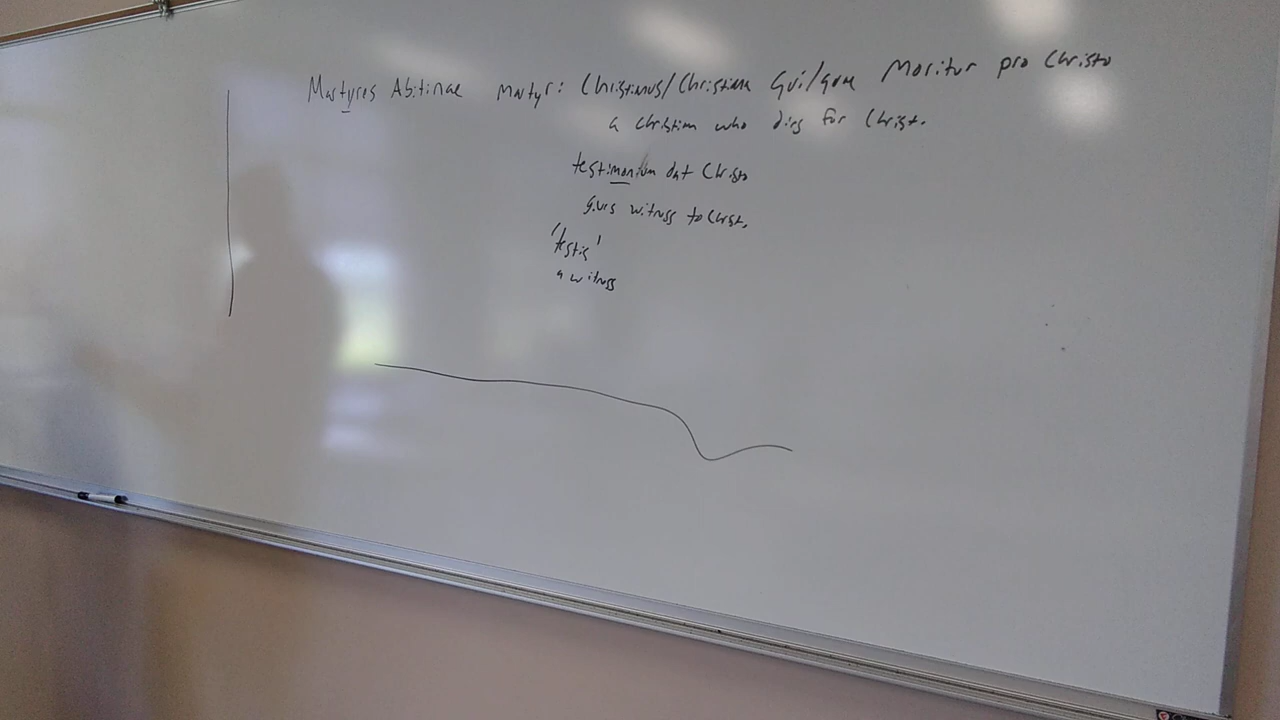 Martyres Abitinae Martyr: Christianus/Christiana Qui/quae Moritur pro Christo
a Christian who dies for Christ.
testimonium dat Christo
gives witness to Christ.
'testis'
a witness